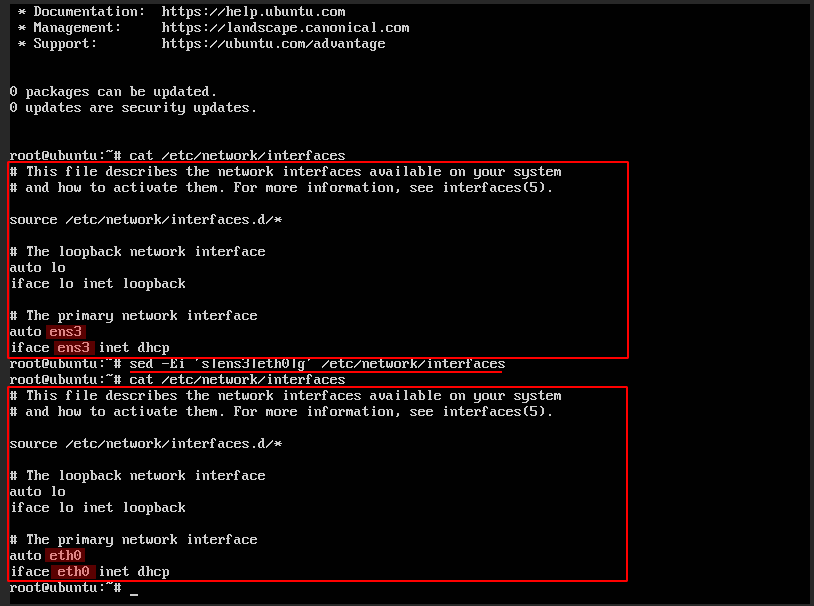 * Documentation:  https://help.ubuntu.com
* Management:     https://landscape.canonical.com
* Support:        https://ubuntu.com/advantage
0 packages can be updated.
0 updates are security updates.
root@ubuntu:~# cat /etc/network/interfaces
# This file describes the network interfaces available on your system
# and how to activate them. For more information, see interfaces(5).
source /etc/network/interfaces.d/*
# The loopback network interface
auto lo
iface lo inet loopback
# The primary network interface
auto ens3
iface ens3 inet dhcp
root@ubuntu:~# sed -Ei 's|ens3|eth0|g' /etc/network/interfaces
root@ubuntu:~# cat /etc/network/interfaces
# This file describes the network interfaces available on your system
# and how to activate them. For more information, see interfaces(5).
source /etc/network/interfaces.d/*
# The loopback network interface
auto lo
iface lo inet loopback
# The primary network interface
auto eth0
iface eth0 inet dhcp
root@ubuntu:~# _